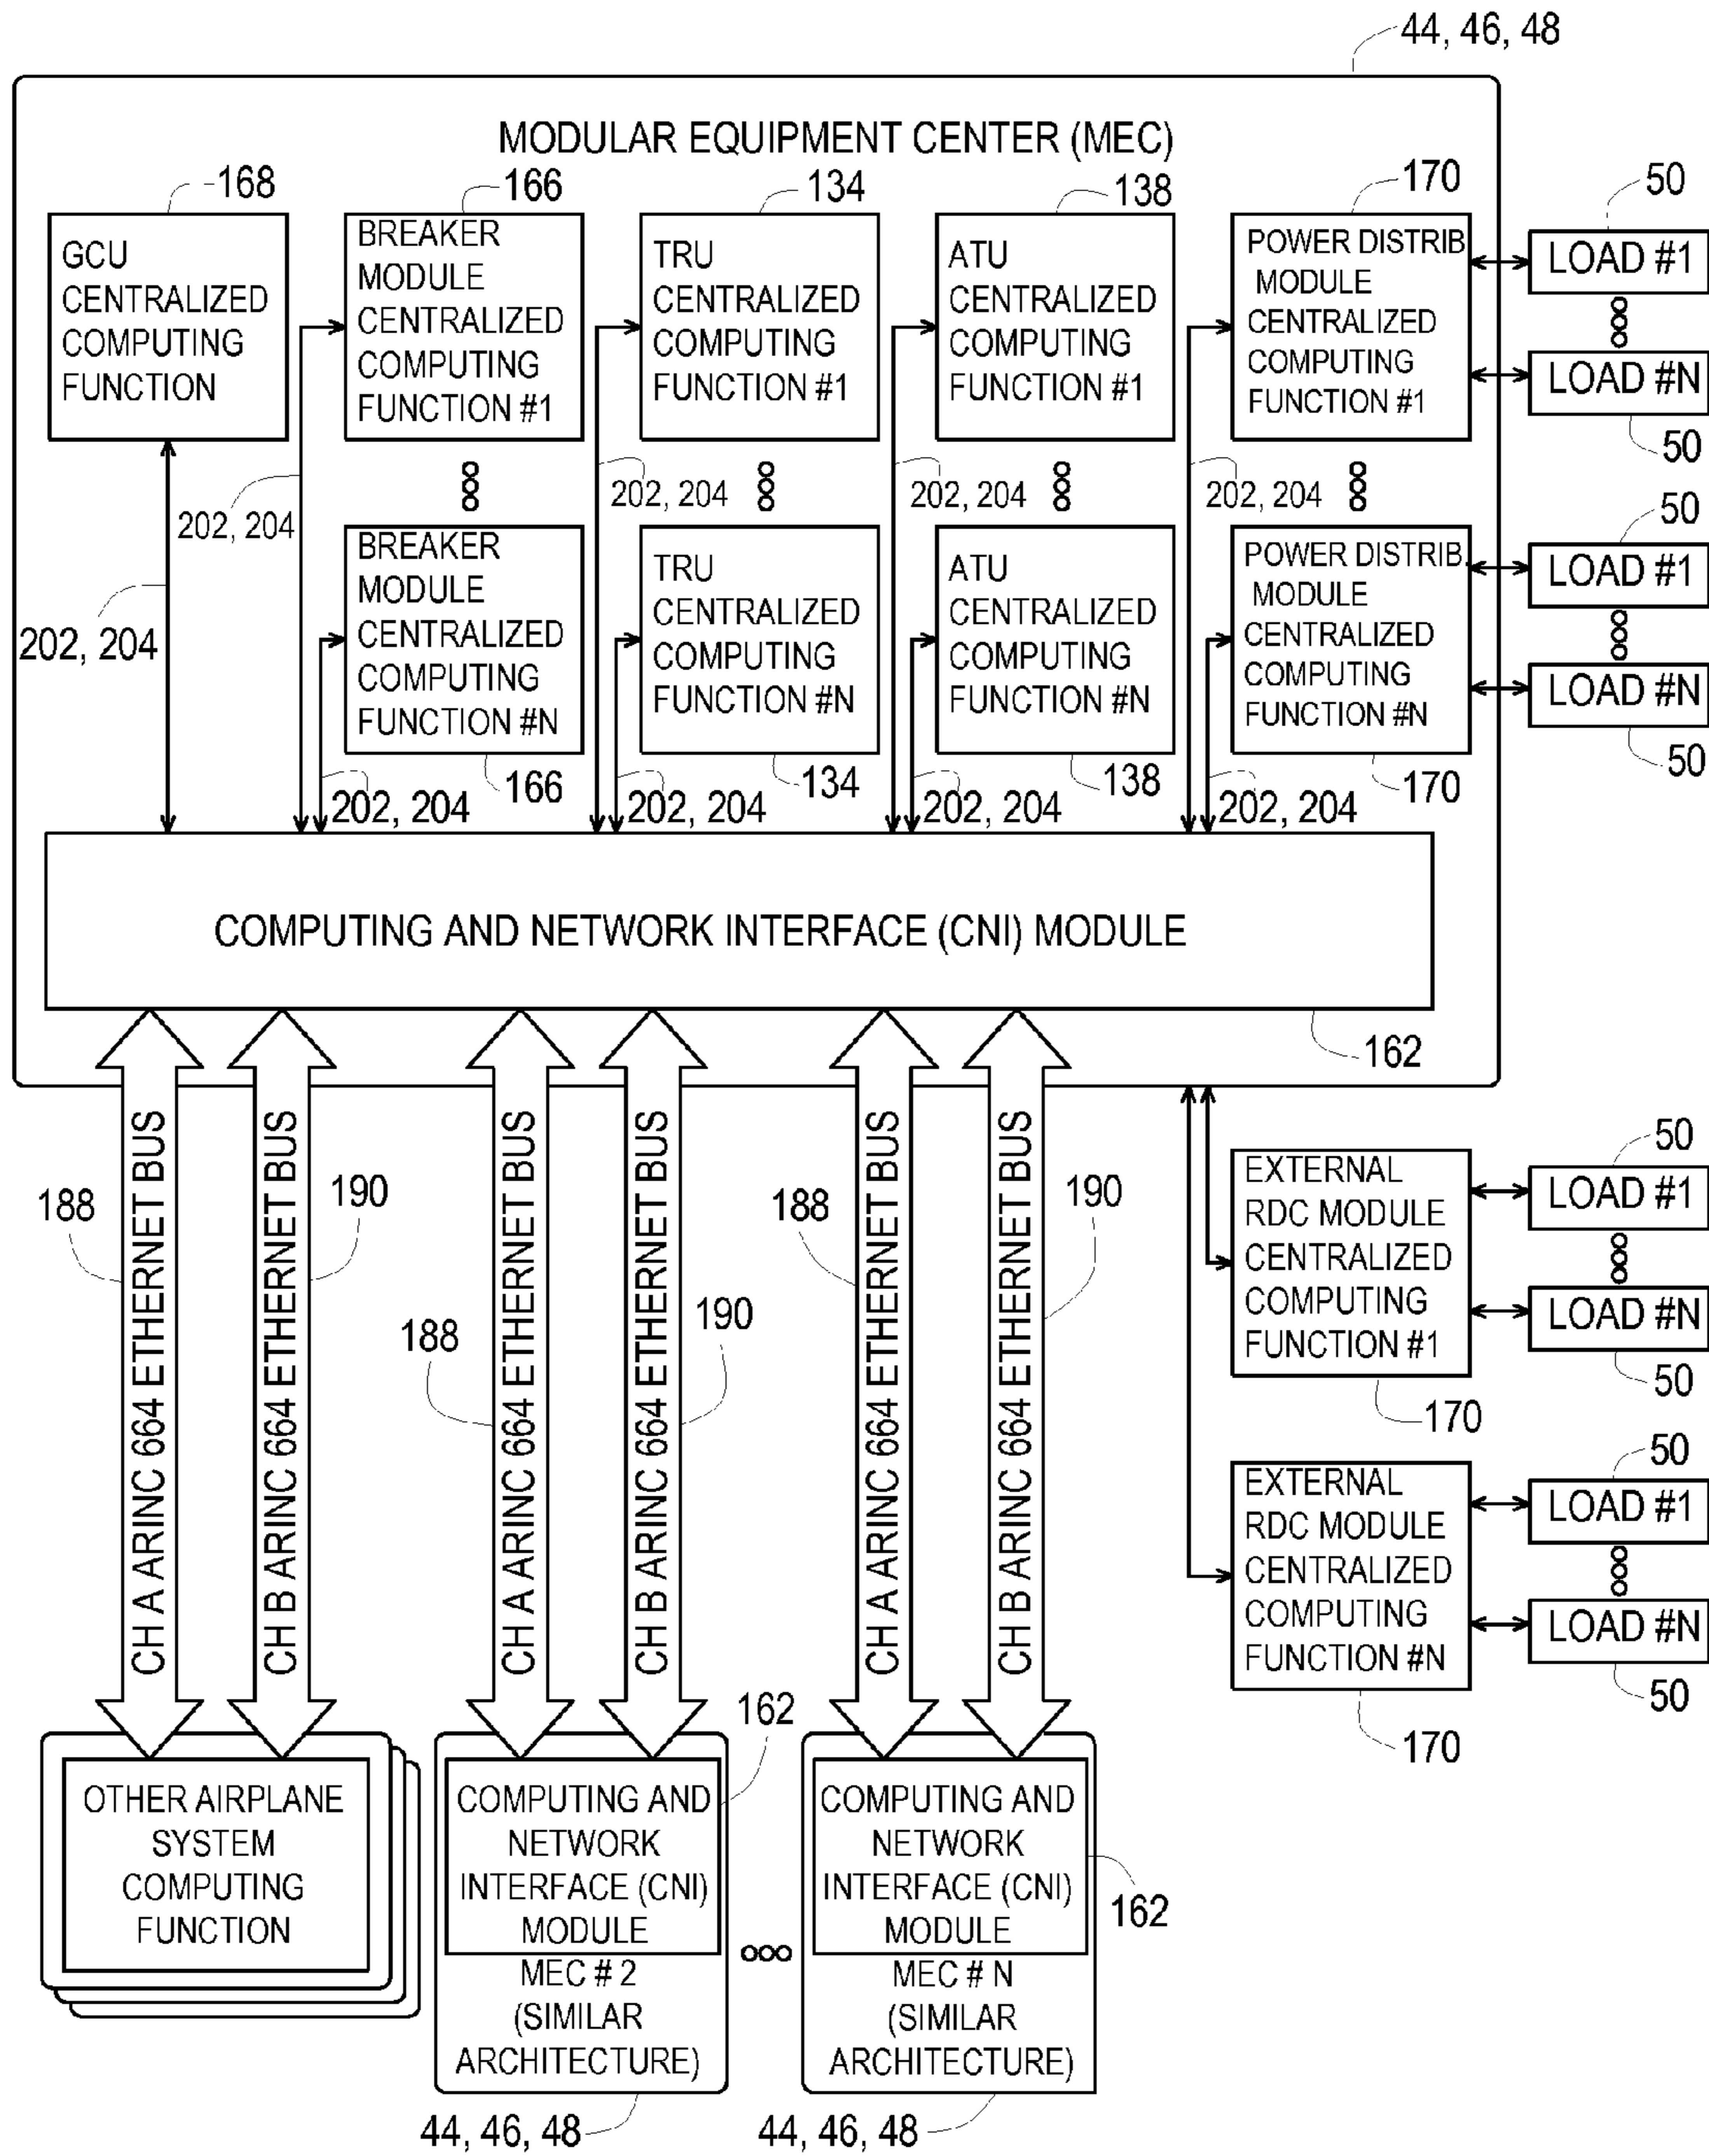 44, 46, 48
MODULAR EQUIPMENT CENTER (MEC)
168
166
134
138
170
50
GCU
CENTRALIZED
COMPUTING
FUNCTION
BREAKER
MODULE
CENTRALIZED
COMPUTING
FUNCTION #1
TRU
CENTRALIZED
COMPUTING
FUNCTION #1
ATU
CENTRALIZED
COMPUTING
FUNCTION #1
POWER DISTRIB.
MODULE
CENTRALIZED
COMPUTING
FUNCTION #1
LOAD #1
LOAD #N
50
202, 204
202, 204
202, 204
202, 204
202, 204
50
BREAKER
MODULE
CENTRALIZED
COMPUTING
FUNCTION #N
TRU
CENTRALIZED
COMPUTING
FUNCTION #N
ATU
CENTRALIZED
COMPUTING
FUNCTION #N
POWER DISTRIB.
MODULE
CENTRALIZED
COMPUTING
FUNCTION #N
LOAD #1
LOAD #N
50
166
134
138
170
202, 204
202, 204
202, 204
202, 204
COMPUTING AND NETWORK INTERFACE (CNI) MODULE
162
CH A ARINC 664 ETHERNET BUS
CH B ARINC 664 ETHERNET BUS
CH A ARINC 664 ETHERNET BUS
CH B ARINC 664 ETHERNET BUS
CH A ARINC 664 ETHERNET BUS
CH B ARINC 664 ETHERNET BUS
188
190
188
190
188
190
EXTERNAL
RDC MODULE
CENTRALIZED
COMPUTING
FUNCTION #1
50
LOAD #1
LOAD #N
50
170
EXTERNAL
RDC MODULE
CENTRALIZED
COMPUTING
FUNCTION #N
50
LOAD #1
LOAD #N
50
170
OTHER AIRPLANE
SYSTEM
COMPUTING
FUNCTION
162
COMPUTING AND
NETWORK
INTERFACE (CNI)
MODULE
MEC # 2
(SIMILAR
ARCHITECTURE)
44, 46, 48
COMPUTING AND
NETWORK
INTERFACE (CNI)
MODULE
162
MEC # N
(SIMILAR
ARCHITECTURE)
44, 46, 48